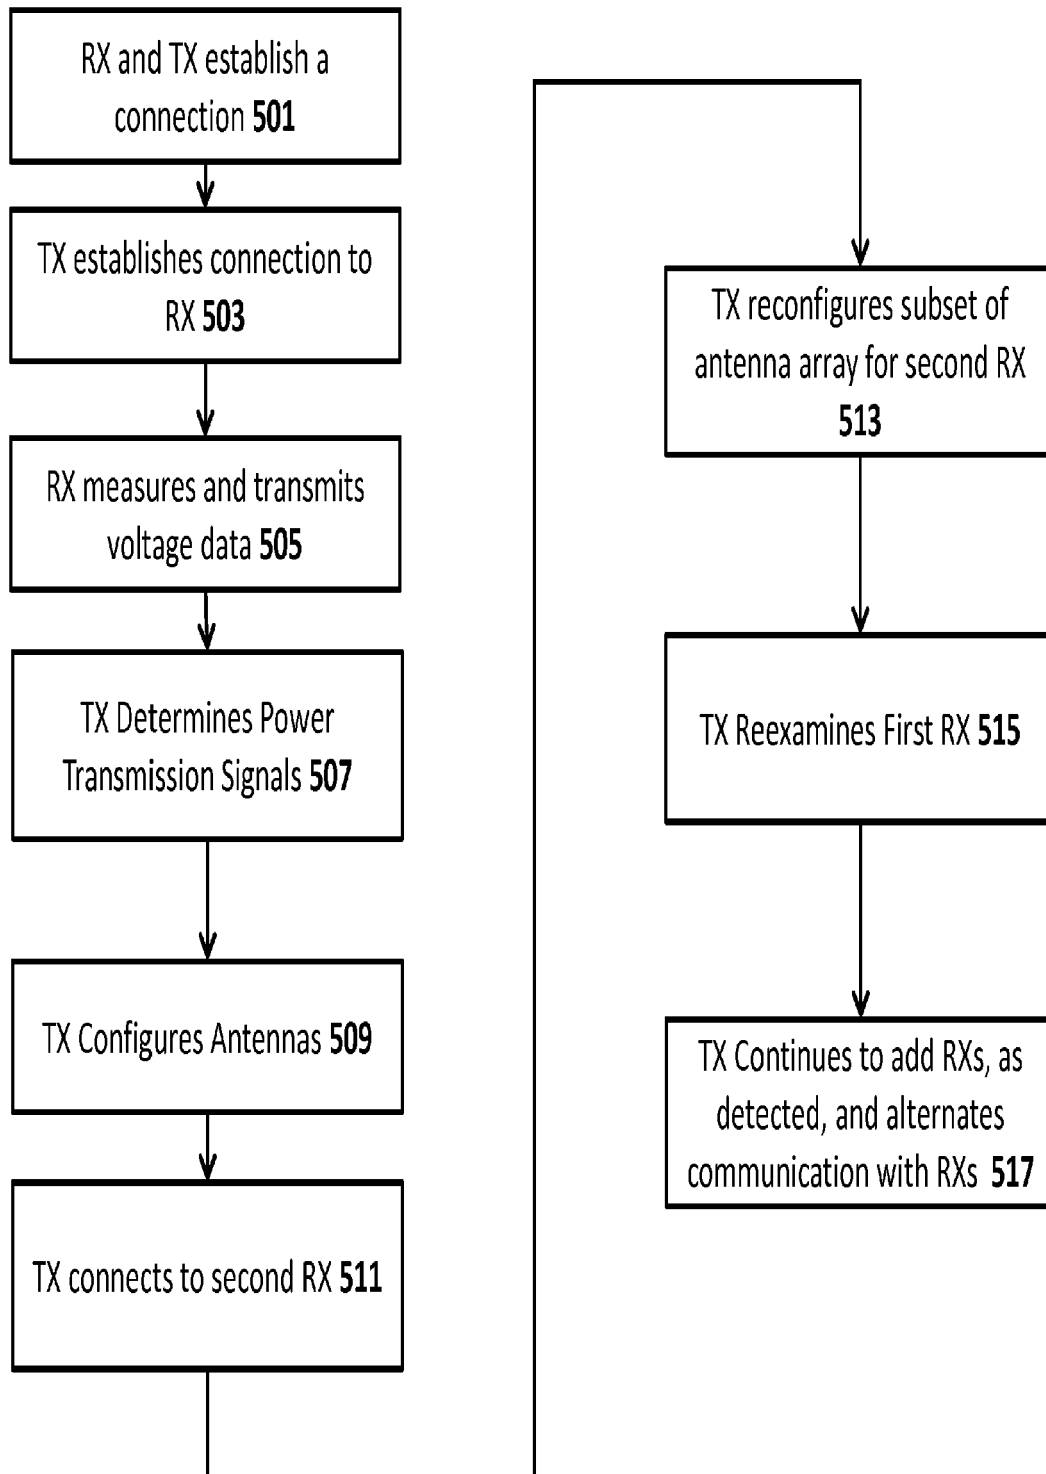 RX and TX establish a
connection 501
TX establishes connection to
RX 503
RX measures and transmits
voltage data 505
TX Determines Power
Transmission Signals 507
TX Configures Antennas 509
TX connects to second RX 511
TX reconfigures subset of
antenna array for second RX
513
TX Reexamines First RX 515
TX Continues to add RXs, as
detected, and alternates
communication with RXs 517